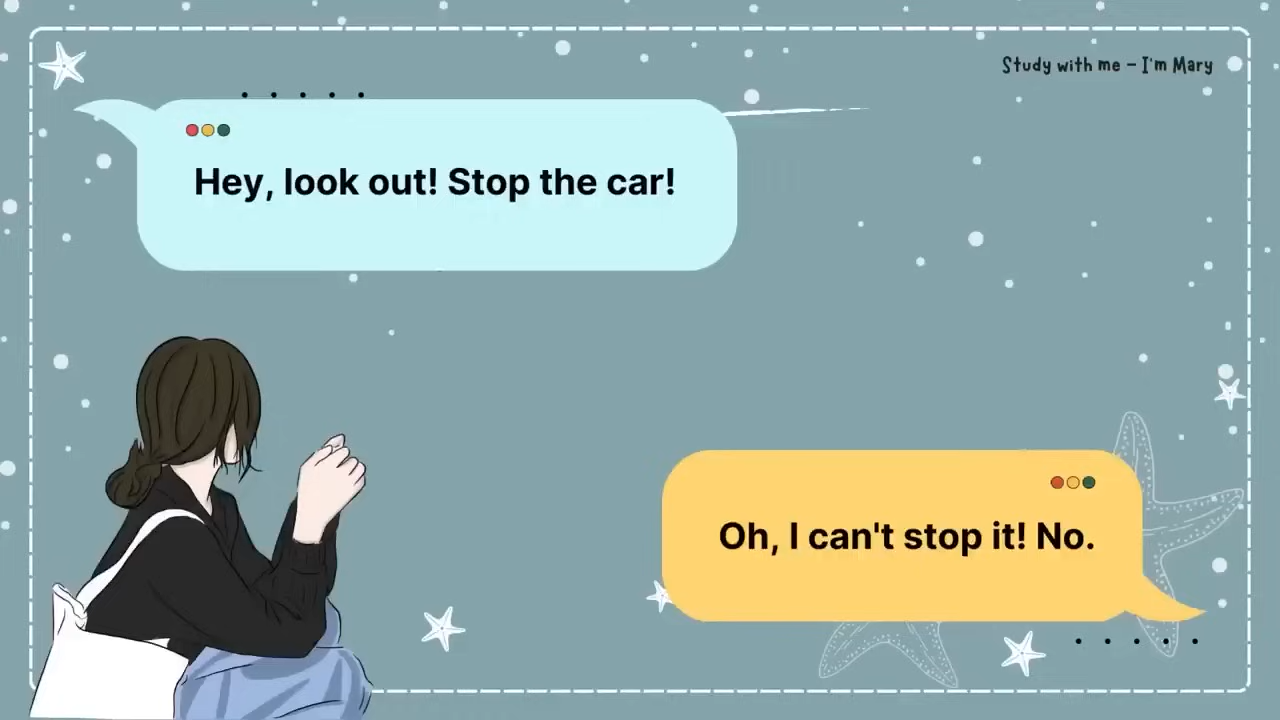 Study with me - I'm Mary
Hey, look out! Stop the car!
Oh, I can't stop it! No.